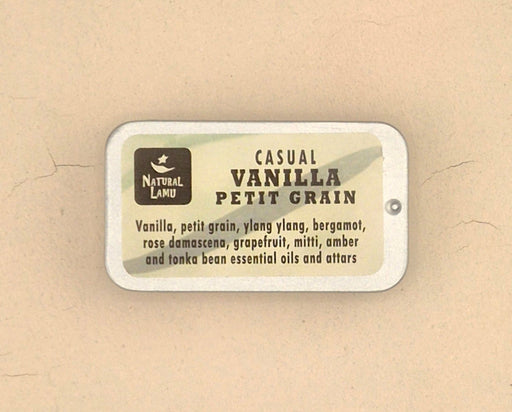 NATURAL
LAMU
CASUAL
VANILLA
PETIT GRAIN
Vanilla, petit grain, ylang ylang, bergamot,
rose damascena, grapefruit, mitti, amber
and tonka bean essential oils and attars